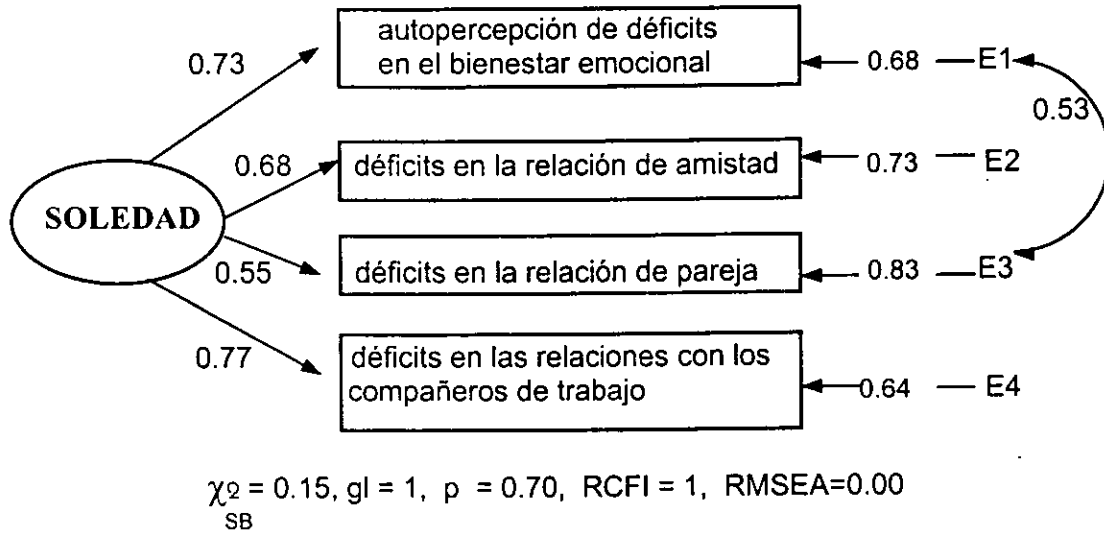 autopercepción de déficits
en el bienestar emocional
0.73
0.68
E1
0.53
déficits en la relación de amistad
0.68
0.73
E2
SOLEDAD
déficits en la relación de pareja
0.55
0.83
E3
déficits en las relaciones con los
compañeros de trabajo
0.77
0.64
E4
χ2 = 0.15, gl = 1, p = 0.70, RCFI = 1, RMSEA=0.00
SB